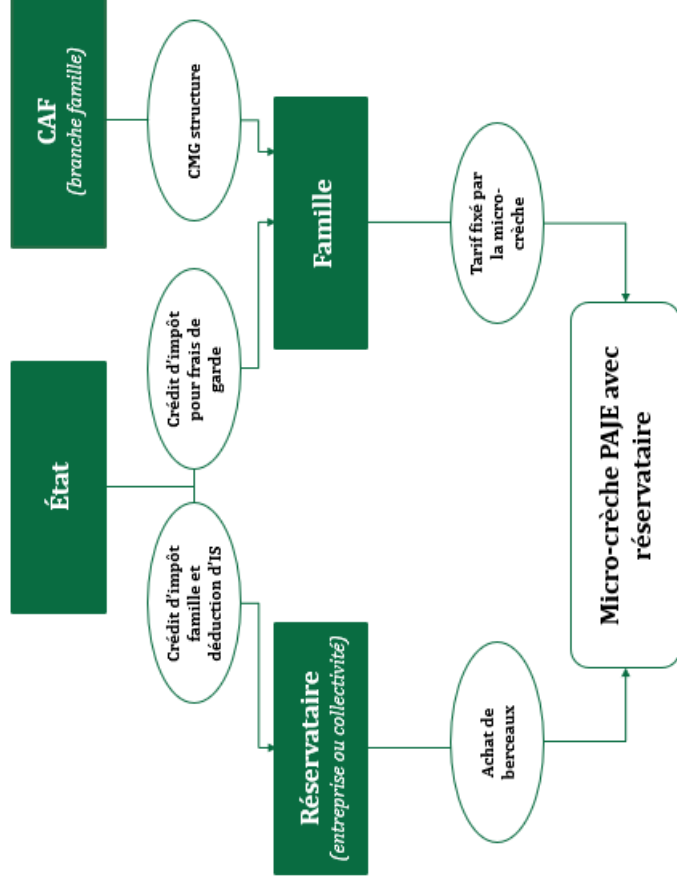 État
CAF
(branche famille)
Crédit d'impôt
famille et
déduction d'IS
Crédit d'impôt
pour frais de
garde
CMG structure
Réservataire
(entreprise ou collectivité)
Famille
Achat de
berceaux
Tarif fixé par
la micro-
crèche
Micro-crèche PAJE avec
réservataire